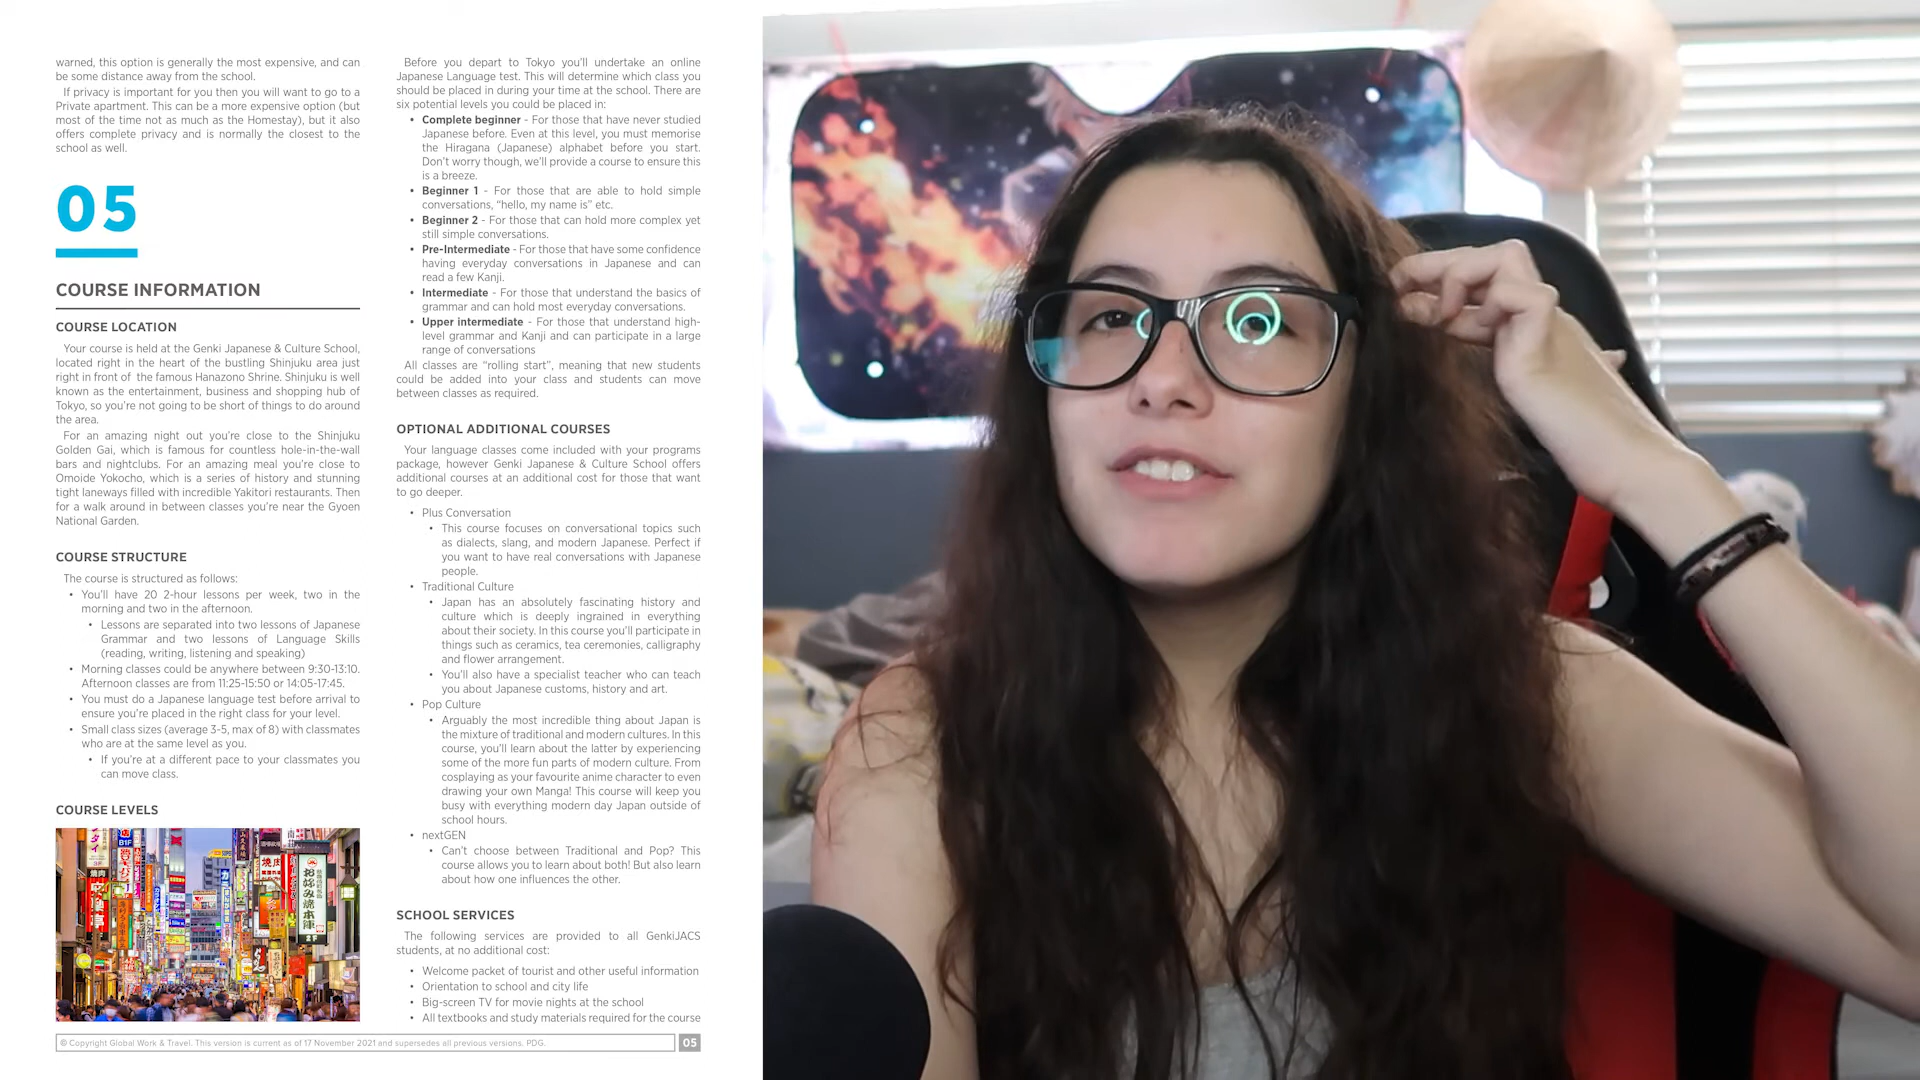 warned, this option is generally the most expensive, and can
be some distance away from the school.
If privacy is important for you then you will want to go to a
Private apartment. This can be a more expensive option (but
most of the time not as much as the Homestay), but it also
offers complete privacy and is normally the closest to the
school as well.
05
COURSE INFORMATION
COURSE LOCATION
Your course is held at the Genki Japanese & Culture School,
located right in the heart of the bustling Shinjuku area just
right in front of the famous Hanazono Shrine. Shinjuku is well
known as the entertainment, business and shopping hub of
Tokyo, so you're not going to be short of things to do around
the area.
For an amazing night out you're close to the Shinjuku
Golden Gai, which is famous for countless hole-in-the-wall
bars and nightclubs. For an amazing meal you're close to
Omoide Yokocho, which is a series of history and stunning
tight laneways filled with incredible Yakitori restaurants. Then
for a walk around in between classes you're near the Gyoen
National Garden.
COURSE STRUCTURE
The course is structured as follows:
• You'll have 20 2-hour lessons per week, two in the
morning and two in the afternoon.
• Lessons are separated into two lessons of Japanese
Grammar and two lessons of Language Skills
(reading, writing, listening and speaking)
• Morning classes could be anywhere between 9:30-13:10.
Afternoon classes are from 11:25-15:50 or 14:05-17:45.
• You must do a Japanese language test before arrival to
ensure you're placed in the right class for your level.
• Small class sizes (average 3-5, max of 8) with classmates
who are at the same level as you.
• If you're at a different pace to your classmates you
can move class.
COURSE LEVELS
B1F
お好み焼本陣
Before you depart to Tokyo you'll undertake an online
Japanese Language test. This will determine which class you
should be placed in during your time at the school. There are
six potential levels you could be placed in:
• Complete beginner - For those that have never studied
Japanese before. Even at this level, you must memorise
the Hiragana (Japanese) alphabet before you start.
Don't worry though, we'll provide a course to ensure this
is a breeze.
• Beginner 1 - For those that are able to hold simple
conversations, "hello, my name is" etc.
• Beginner 2 - For those that can hold more complex yet
still simple conversations.
• Pre-Intermediate - For those that have some confidence
having everyday conversations in Japanese and can
read a few Kanji.
• Intermediate - For those that understand the basics of
grammar and can hold most everyday conversations.
• Upper intermediate - For those that understand high-
level grammar and Kanji and can participate in a large
range of conversations
All classes are "rolling start", meaning that new students
could be added into your class and students can move
between classes as required.
OPTIONAL ADDITIONAL COURSES
Your language classes come included with your programs
package, however Genki Japanese & Culture School offers
additional courses at an additional cost for those that want
to go deeper.
• Plus Conversation
• This course focuses on conversational topics such
as dialects, slang, and modern Japanese. Perfect if
you want to have real conversations with Japanese
people.
• Traditional Culture
• Japan has an absolutely fascinating history and
culture which is deeply ingrained in everything
about their society. In this course you'll participate in
things such as ceramics, tea ceremonies, calligraphy
and flower arrangement.
• You'll also have a specialist teacher who can teach
you about Japanese customs, history and art.
• Pop Culture
• Arguably the most incredible thing about Japan is
the mixture of traditional and modern cultures. In this
course, you'll learn about the latter by experiencing
some of the more fun parts of modern culture. From
cosplaying as your favourite anime character to even
drawing your own Manga! This course will keep you
busy with everything modern day Japan outside of
school hours.
• nextGEN
• Can't choose between Traditional and Pop? This
course allows you to learn about both! But also learn
about how one influences the other.
SCHOOL SERVICES
The following services are provided to all GenkiJACS
students, at no additional cost:
• Welcome packet of tourist and other useful information
• Orientation to school and city life
• Big-screen TV for movie nights at the school
• All textbooks and study materials required for the course
© Copyright Global Work & Travel. This version is current as of 17 November 2021 and supersedes all previous versions. PDG.
05